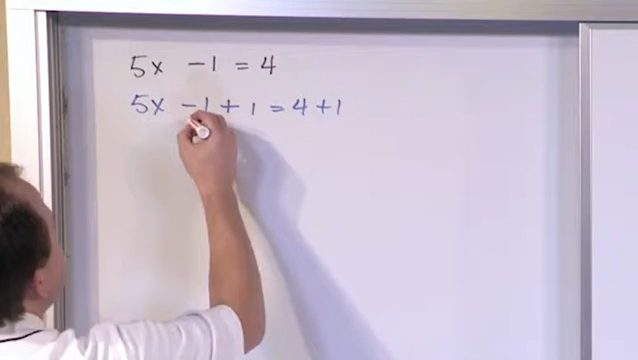 5x -1 = 4
5x -1 + 1 = 4 + 1